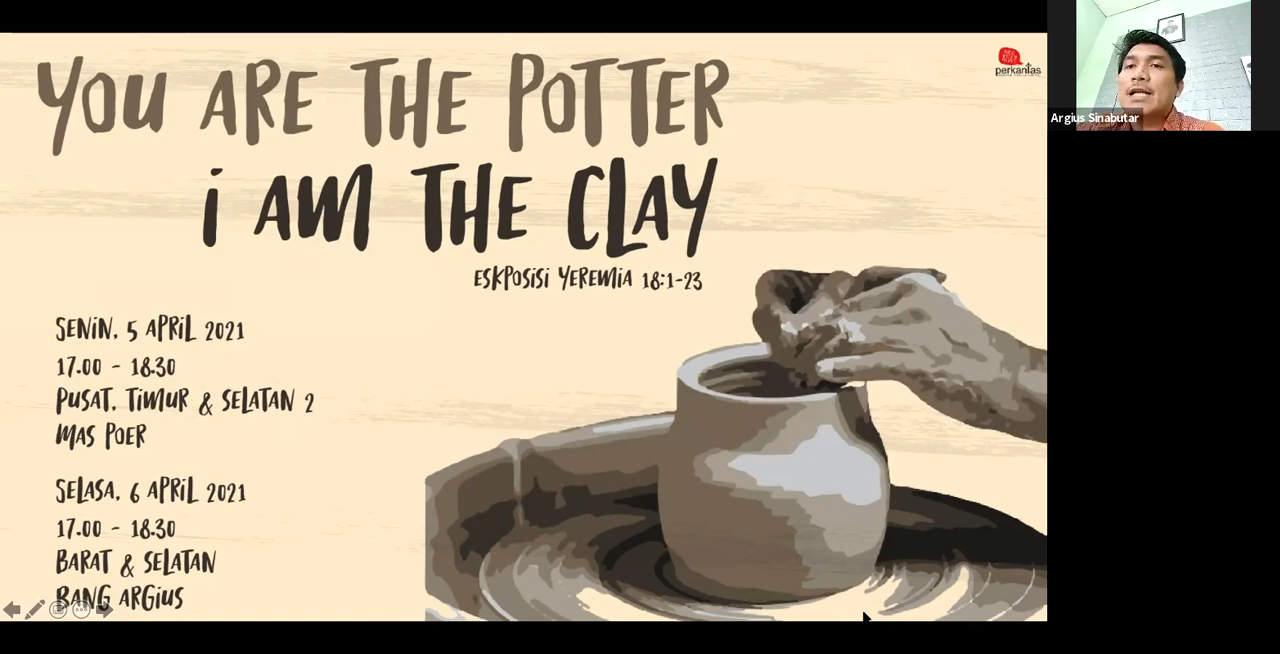 YOU ARE THE POTTER
i AM THE CLAY
ESKPOSISI YEREMIA 18:1-23
SENIN, 5 APRIL 2021
17.00 - 18.30
PUSAT, TIMUR & SELATAN 2
MAS POER
SELASA, 6 APRIL 2021
17.00 - 18.30
BARAT & SELATAN
BANG ARGIUS
perkantas
Argius Sinabutar